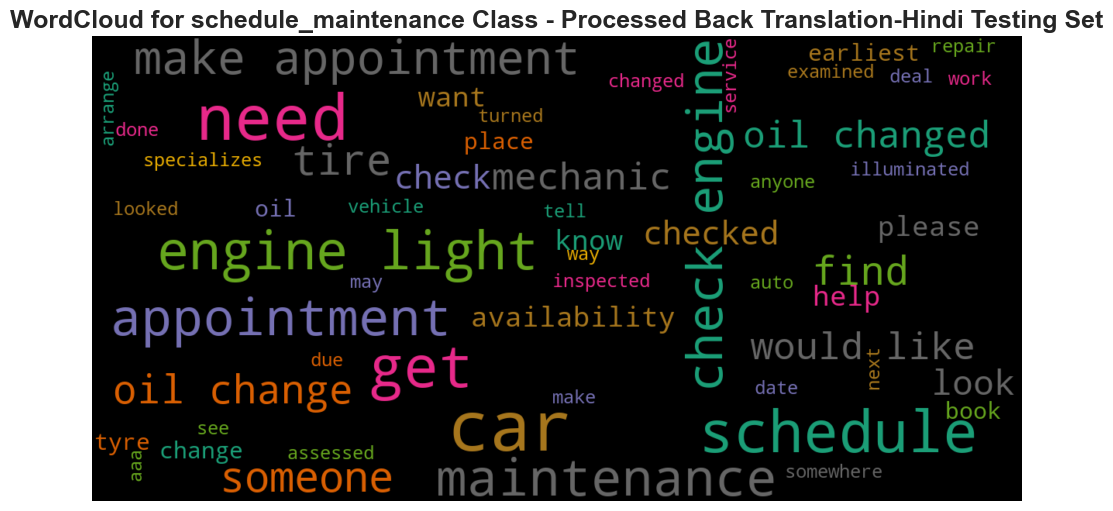 WordCloud for schedule_maintenance Class - Processed Back Translation-Hindi Testing Set
make appointment
changed
service
earliest
repair
examined
deal
work
arrange
done
need
want
turned
place
check engine
oil changed
specializes
tire
check
mechanic
anyone
illuminated
looked
oil
vehicle
tell
know
way
checked
please
engine light
may
inspected
auto
find
help
appointment
availability
would like
next
due
get
oil change
make
date
look
book
car
schedule
tyre
see
change
aaa
assessed
someone
maintenance
somewhere